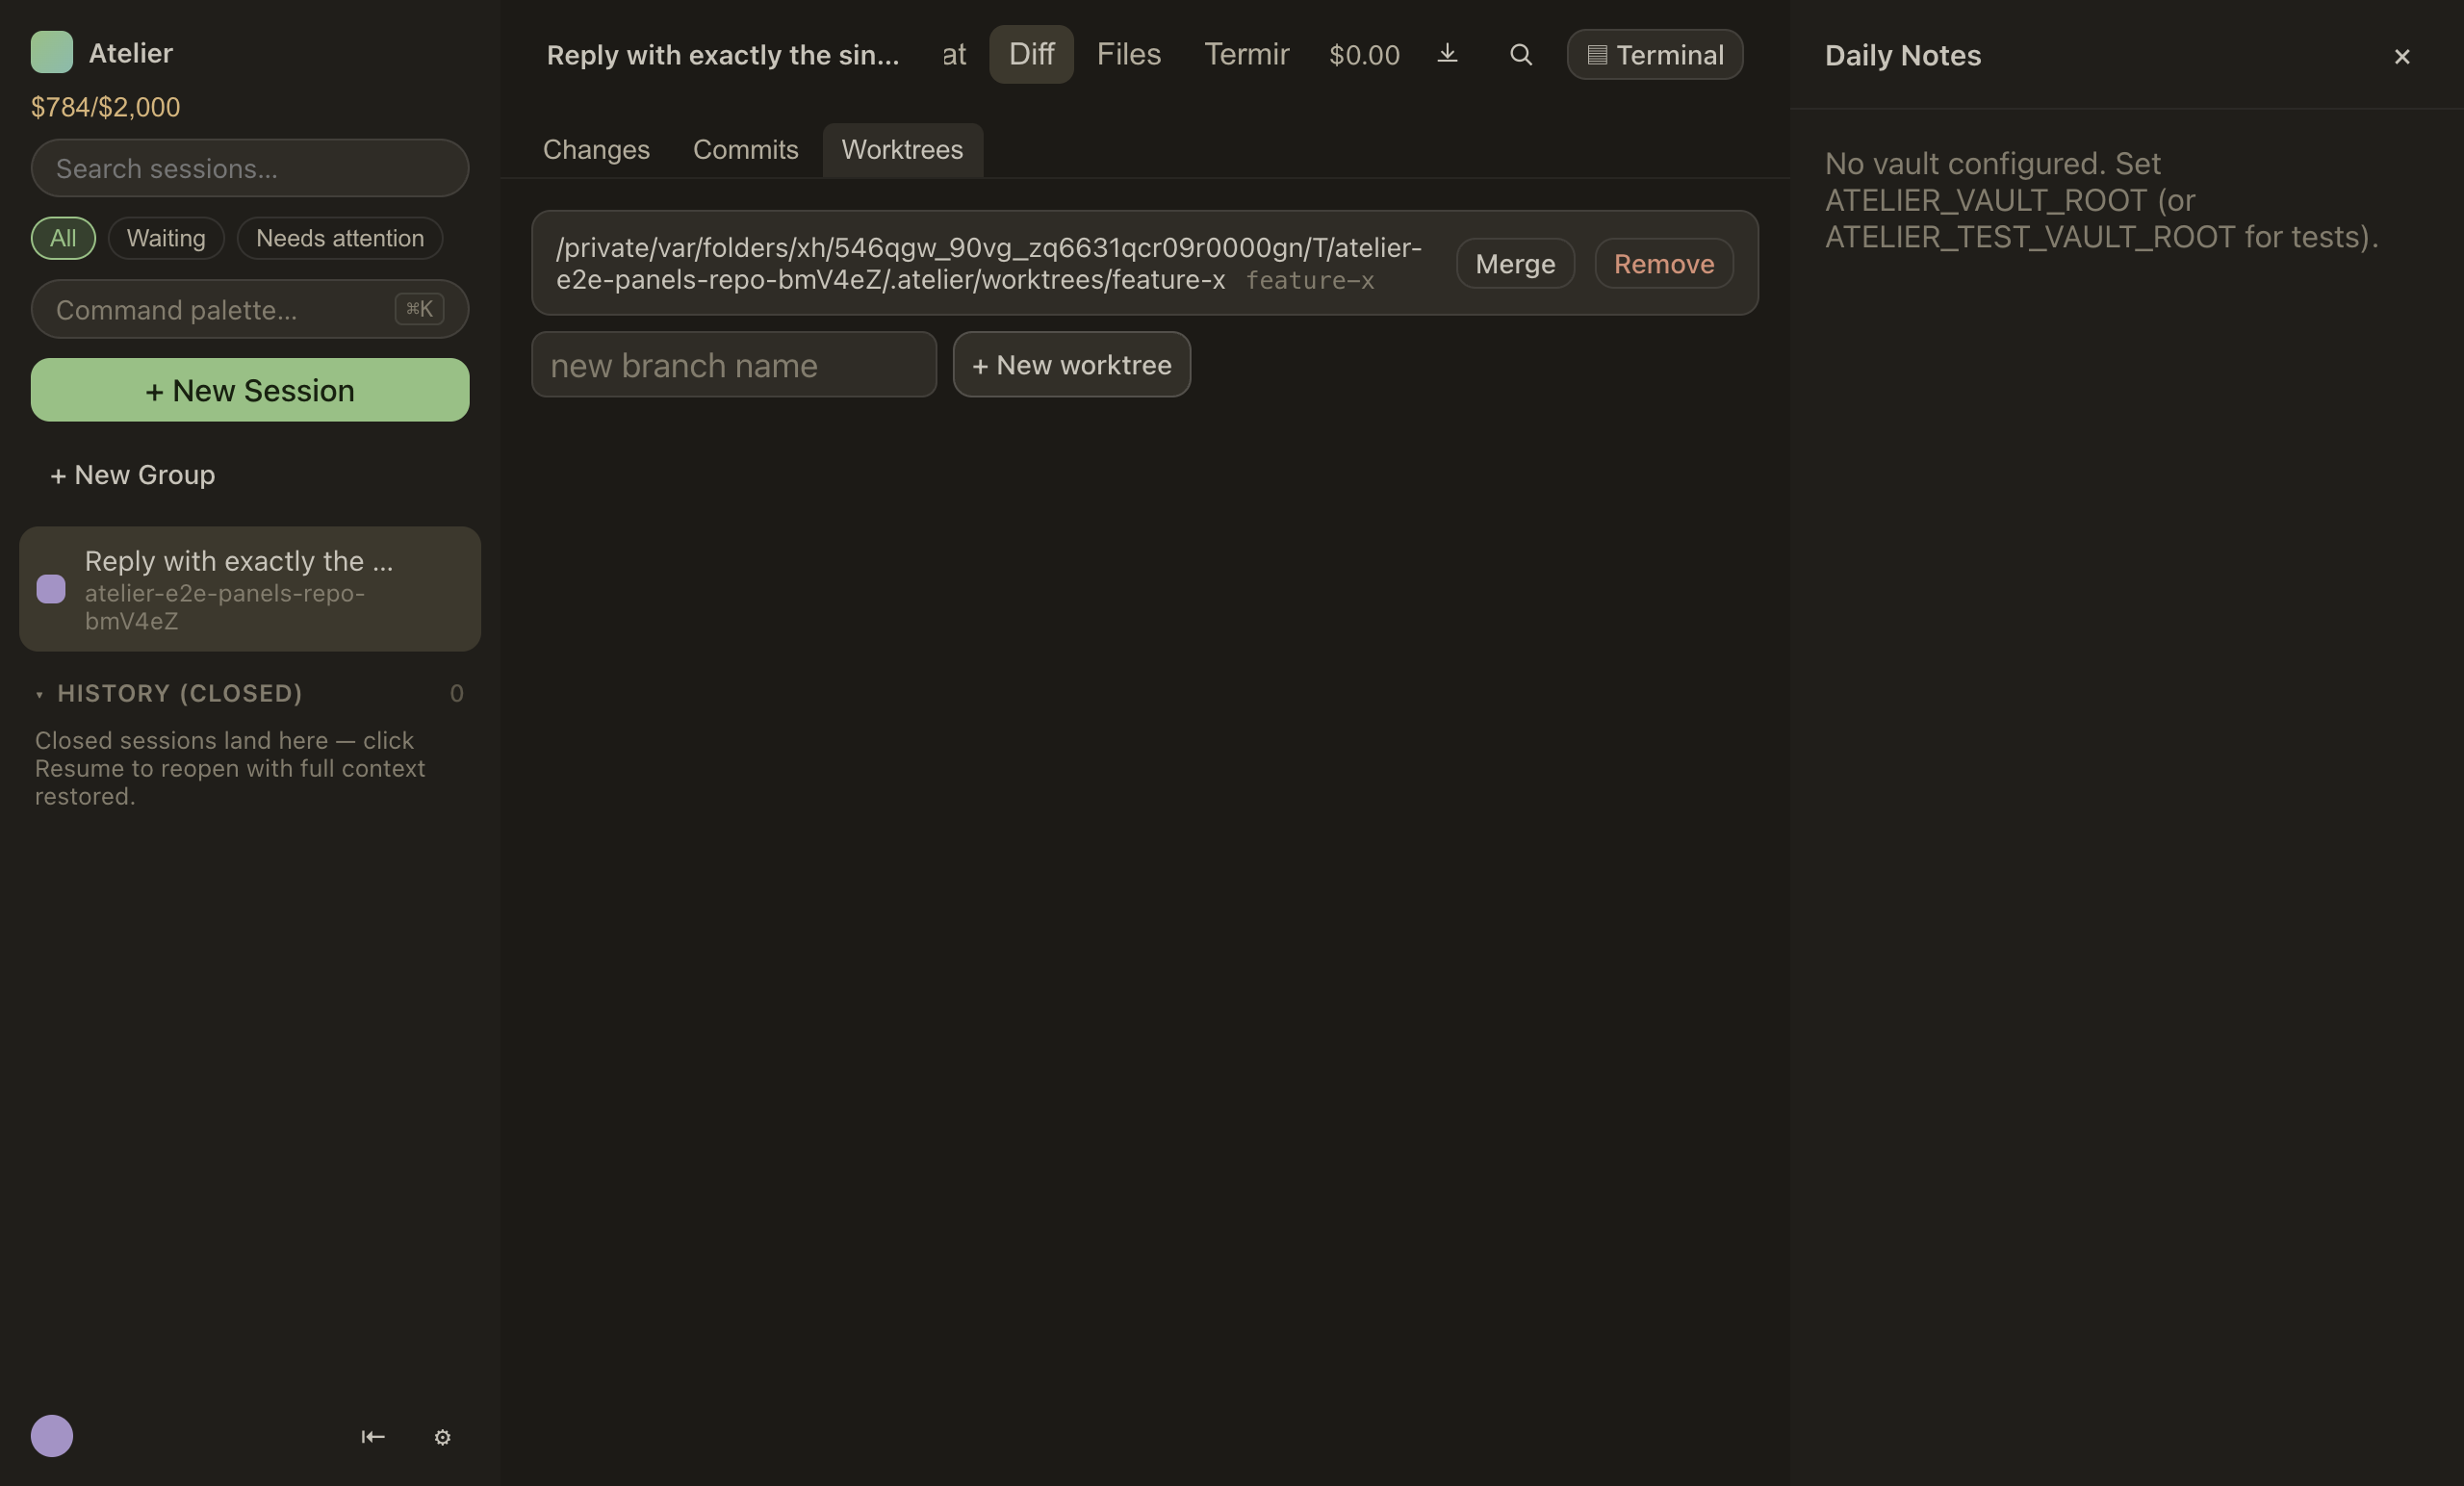 Atelier
$784/$2,000
Search sessions...
All
Waiting
Needs attention
Command palette...
⌘K
+ New Session
+ New Group
Reply with exactly the ...
atelier-e2e-panels-repo-
bmV4eZ
▾ HISTORY (CLOSED)
0
Closed sessions land here — click
Resume to reopen with full context
restored.
Reply with exactly the sin...
at
Diff
Files
Termir
$0.00
Terminal
Changes
Commits
Worktrees
/private/var/folders/xh/546qgw_90vg_zq6631qcr09r0000gn/T/atelier-
e2e-panels-repo-bmV4eZ/.atelier/worktrees/feature-x feature-x
Merge
Remove
new branch name
+ New worktree
Daily Notes
×
No vault configured. Set
ATELIER_VAULT_ROOT (or
ATELIER_TEST_VAULT_ROOT for tests).